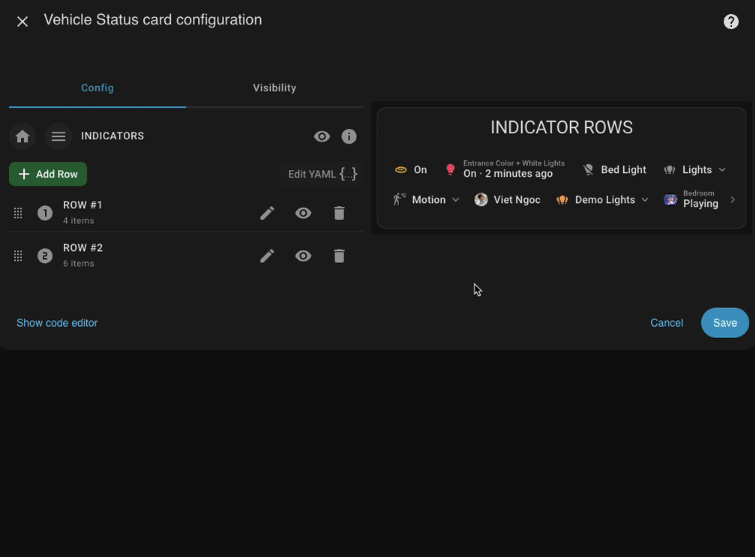 Vehicle Status card configuration
Config
Visibility
INDICATORS
Add Row
Edit YAML {..}
1
ROW #1
4 items
2
ROW #2
6 items
INDICATOR ROWS
On
Entrance Color + White Lights
On · 2 minutes ago
Bed Light
Lights
Motion
Viet Ngoc
Demo Lights
Bedroom
Playing
Show code editor
Cancel
Save